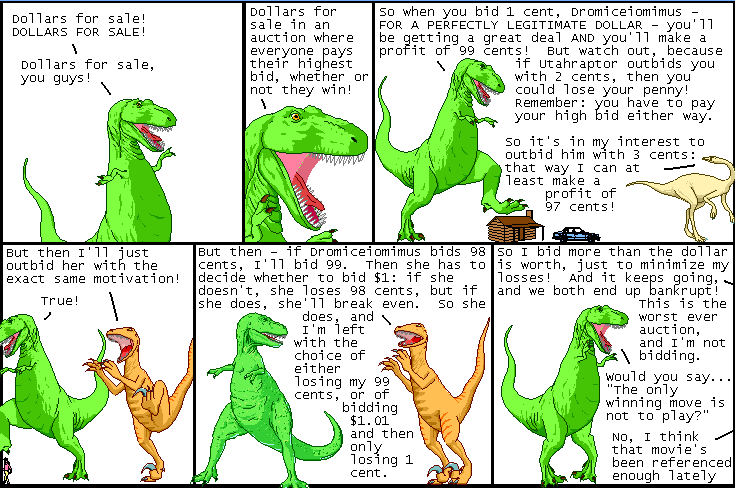 Dollars for sale!
DOLLARS FOR SALE!
Dollars for sale,
you guys!
Dollars for
sale in an
auction where
everyone pays
their highest
bid, whether or
not they win!
So when you bid 1 cent, Dromiceiomimus -
FOR A PERFECTLY LEGITIMATE DOLLAR - you'll
be getting a great deal AND you'll make a
profit of 99 cents! But watch out, because
if Utahraptor outbids you
with 2 cents, then you
could lose your penny!
Remember: you have to pay
your high bid either way.
So it's in my interest to
outbid him with 3 cents:
that way I can at
least make a
profit of
97 cents!
But then I'll just
outbid her with the
exact same motivation!
True!
But then - if Dromiceiomimus bids 98
cents, I'll bid 99. Then she has to
decide whether to bid $1: if she
doesn't, she loses 98 cents, but if
she does, she'll break even. So she
does, and
I'm left
with the
choice of
either
losing my 99
cents, or of
bidding
$1.01
and then
only
losing 1
cent.
So I bid more than the dollar
is worth, just to minimize my
losses! And it keeps going,
and we both end up bankrupt!
This is the
worst ever
auction,
and I'm not
bidding.
would you say...
"The only
winning move is
not to play?"
No, I think
that movie's
been referenced
enough lately